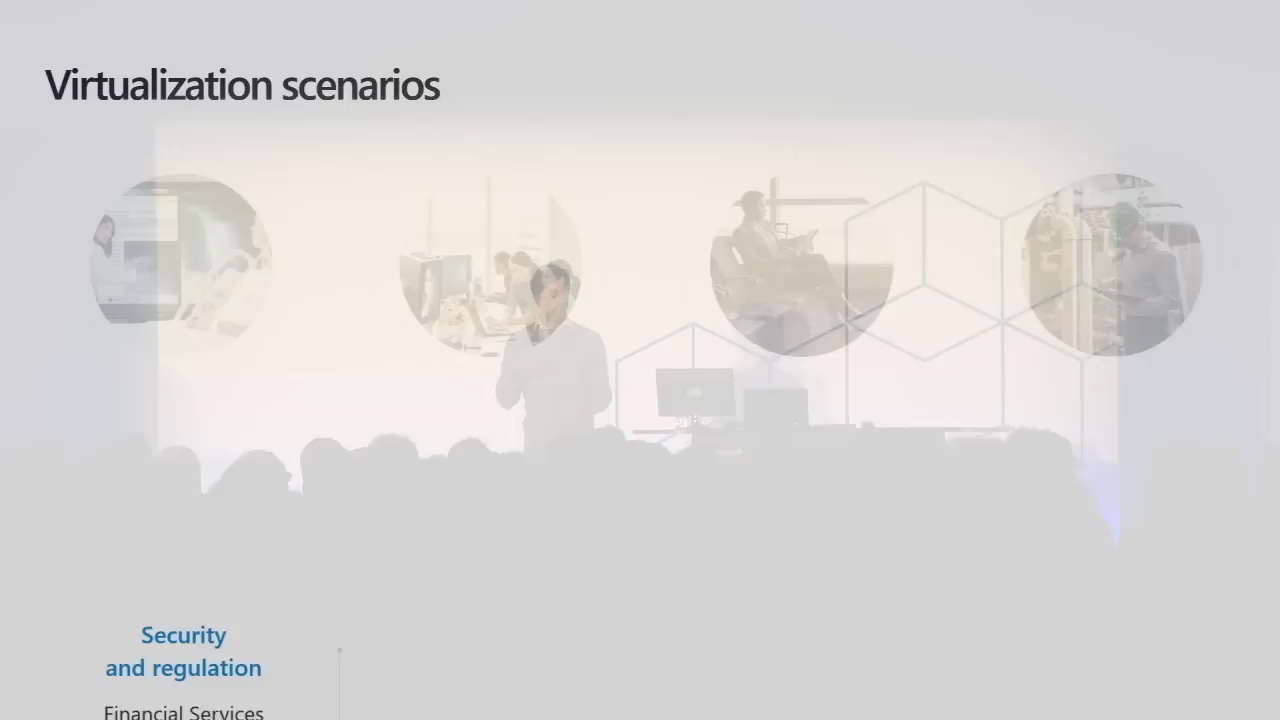 Virtualization scenarios
Security
and regulation
Financial Services